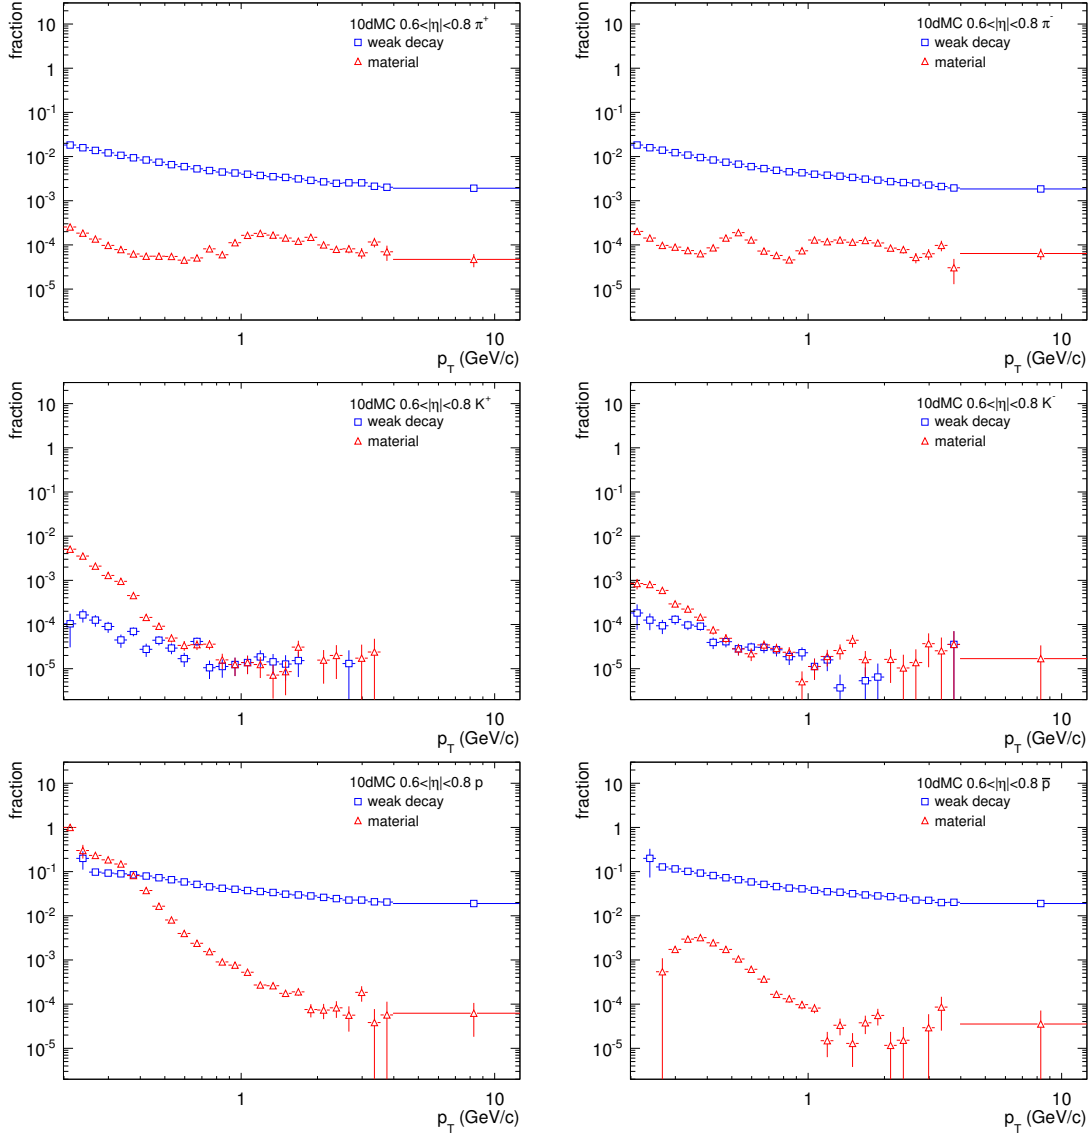 fraction
10dMC 0.6<|η|<0.8 π⁺
weak decay
material
10
1
10⁻¹
10⁻²
10⁻³
10⁻⁴
10⁻⁵
1
10
p_T (GeV/c)
fraction
10dMC 0.6<|η|<0.8 π⁻
weak decay
material
10
1
10⁻¹
10⁻²
10⁻³
10⁻⁴
10⁻⁵
1
10
p_T (GeV/c)
fraction
10dMC 0.6<|η|<0.8 K⁺
weak decay
material
10
1
10⁻¹
10⁻²
10⁻³
10⁻⁴
10⁻⁵
1
10
p_T (GeV/c)
fraction
10dMC 0.6<|η|<0.8 K⁻
weak decay
material
10
1
10⁻¹
10⁻²
10⁻³
10⁻⁴
10⁻⁵
1
10
p_T (GeV/c)
fraction
10dMC 0.6<|η|<0.8 p
weak decay
material
10
1
10⁻¹
10⁻²
10⁻³
10⁻⁴
10⁻⁵
1
10
p_T (GeV/c)
fraction
10dMC 0.6<|η|<0.8 p̅
weak decay
material
10
1
10⁻¹
10⁻²
10⁻³
10⁻⁴
10⁻⁵
1
10
p_T (GeV/c)